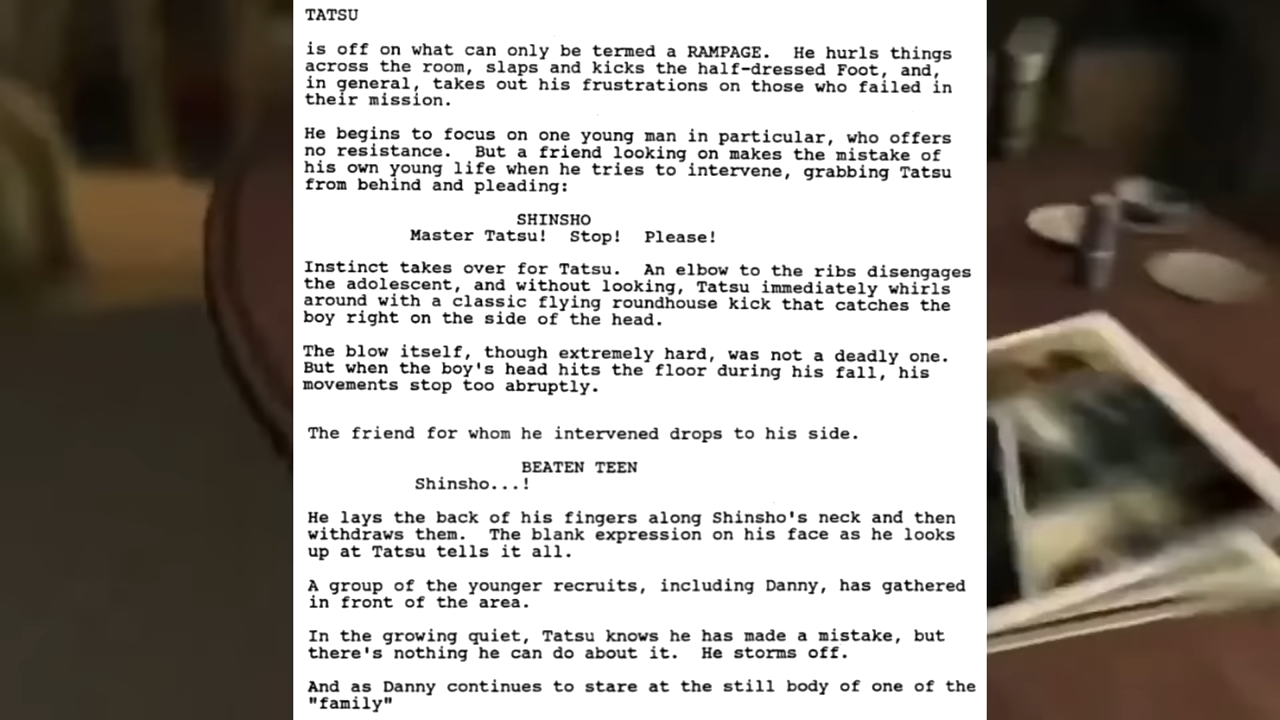 TATSU
is off on what can only be termed a RAMPAGE. He hurls things
across the room, slaps and kicks the half-dressed Foot, and,
in general, takes out his frustrations on those who failed in
their mission.
He begins to focus on one young man in particular, who offers
no resistance. But a friend looking on makes the mistake of
his own young life when he tries to intervene, grabbing Tatsu
from behind and pleading:
SHINSHO
Master Tatsu! Stop! Please!
Instinct takes over for Tatsu. An elbow to the ribs disengages
the adolescent, and without looking, Tatsu immediately whirls
around with a classic flying roundhouse kick that catches the
boy right on the side of the head.
The blow itself, though extremely hard, was not a deadly one.
But when the boy's head hits the floor during his fall, his
movements stop too abruptly.
The friend for whom he intervened drops to his side.
BEATEN TEEN
Shinsho...!
He lays the back of his fingers along Shinsho's neck and then
withdraws them. The blank expression on his face as he looks
up at Tatsu tells it all.
A group of the younger recruits, including Danny, has gathered
in front of the area.
In the growing quiet, Tatsu knows he has made a mistake, but
there's nothing he can do about it. He storms off.
And as Danny continues to stare at the still body of one of the
"family"